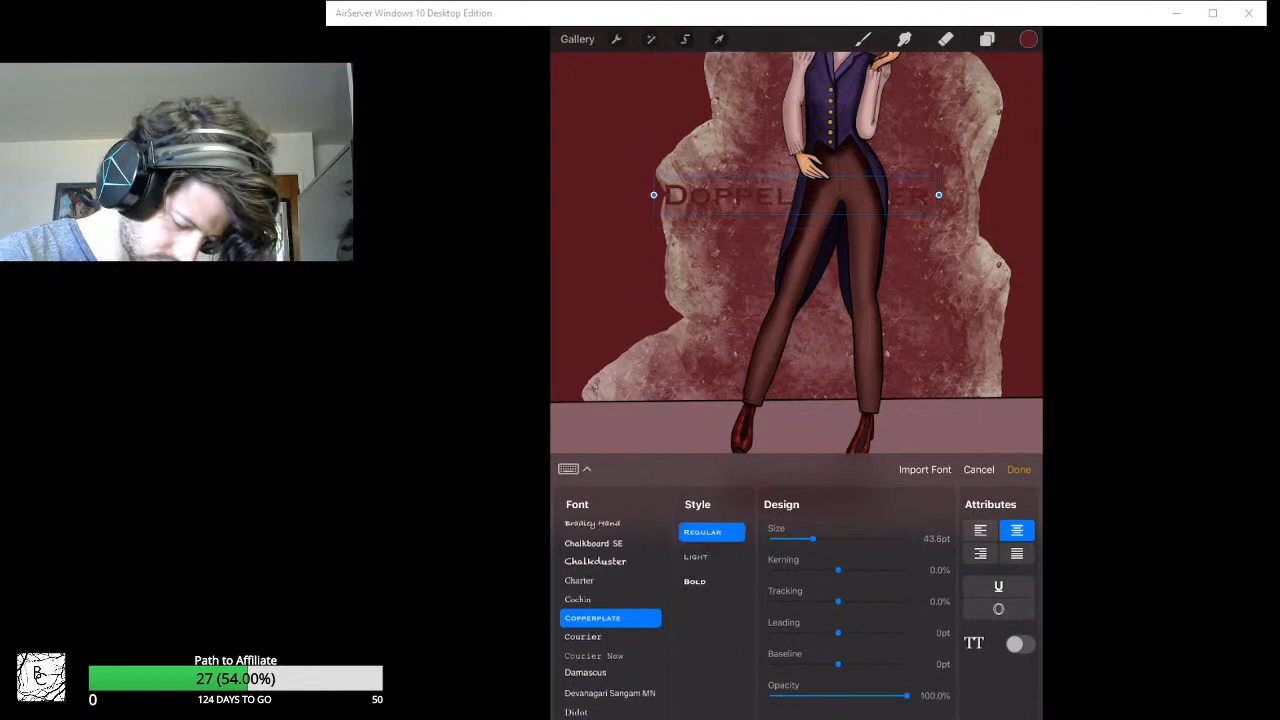 AirServer Windows 10 Desktop Edition
Gallery
Import Font Cancel Done
Font
Bradley Hand
Chalkboard SE
Chalkduster
Charter
Cochin
Copperplate
Courier
Courier New
Damascus
Devanagari Sangam MN
Didot
Style
Regular
Light
Bold
Design
Size
43.6pt
Kerning
0.0%
Tracking
0.0%
Leading
0pt
Baseline
0pt
Opacity
100.0%
Attributes
U
O
TT
Path to Affiliate
27 (54.00%)
0 124 DAYS TO GO 50